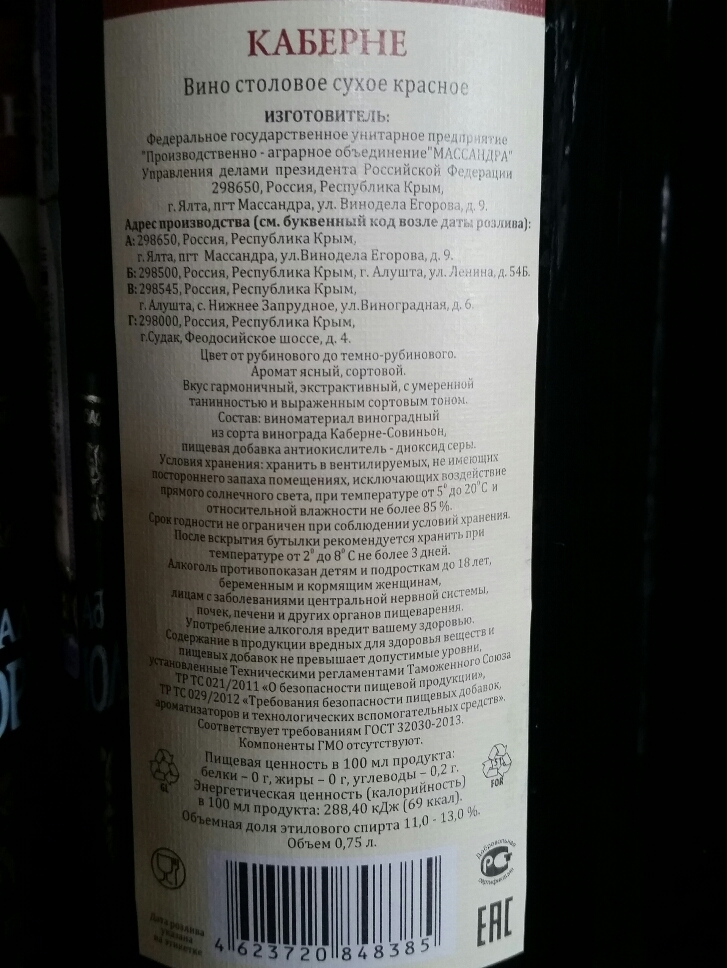 КАБЕРНЕ
Вино столовое сухое красное
ИЗГОТОВИТЕЛЬ:
Федеральное государственное унитарное предприятие
"Производственно - аграрное объединение"МАССАНДРА"
Управления делами президента Российской Федерации
298650, Россия, Республика Крым,
г. Ялта, пгт Массандра, ул. Винодела Егорова, д. 9.
Адрес производства (см. буквенный код возле даты розлива):
А: 298650, Россия, Республика Крым,
г. Ялта, пгт Массандра, ул.Винодела Егорова, д. 9.
Б: 298500, Россия, Республика Крым, г. Алушта, ул. Ленина, д. 54Б.
В: 298545, Россия, Республика Крым,
г. Алушта, с. Нижнее Запрудное, ул.Виноградная, д. 6.
Г: 298000, Россия, Республика Крым,
г.Судак, Феодосийское шоссе, д. 4.
Цвет от рубинового до темно-рубинового.
Аромат ясный, сортовой.
Вкус гармоничный, экстрактивный, с умеренной
танинностью и выраженным сортовым тоном.
Состав: виноматериал виноградный
из сорта винограда Каберне-Совиньон,
пищевая добавка антиокислитель - диоксид серы.
Условия хранения: хранить в вентилируемых, не имеющих
постороннего запаха помещениях, исключающих воздействие
прямого солнечного света, при температуре от 5° до 20°С и
относительной влажности не более 85 %.
Срок годности не ограничен при соблюдении условий хранения.
После вскрытия бутылки рекомендуется хранить при
температуре от 2° до 8° С не более 3 дней.
Алкоголь противопоказан детям и подросткам до 18 лет,
беременным и кормящим женщинам,
лицам с заболеваниями центральной нервной системы,
почек, печени и других органов пищеварения.
Употребление алкоголя вредит вашему здоровью.
Содержание в продукции вредных для здоровья веществ и
пищевых добавок не превышает допустимые уровни,
установленные Техническими регламентами Таможенного Союза
ТР ТС 021/2011 «О безопасности пищевой продукции»,
ТР ТС 029/2012 «Требования безопасности пищевых добавок,
ароматизаторов и технологических вспомогательных средств».
Соответствует требованиям ГОСТ 32030-2013.
Компоненты ГМО отсутствуют.
Пищевая ценность в 100 мл продукта:
белки – 0 г, жиры – 0 г, углеводы – 0,2 г.
Энергетическая ценность (калорийность)
в 100 мл продукта: 288,40 кДж (69 ккал).
Объемная доля этилового спирта 11,0 - 13,0 %.
Объем 0,75 л.
GL
51
FOR
Добровольная
сертификация
Дата розлива
указана
на этикетке
4 623720 848385
EAC